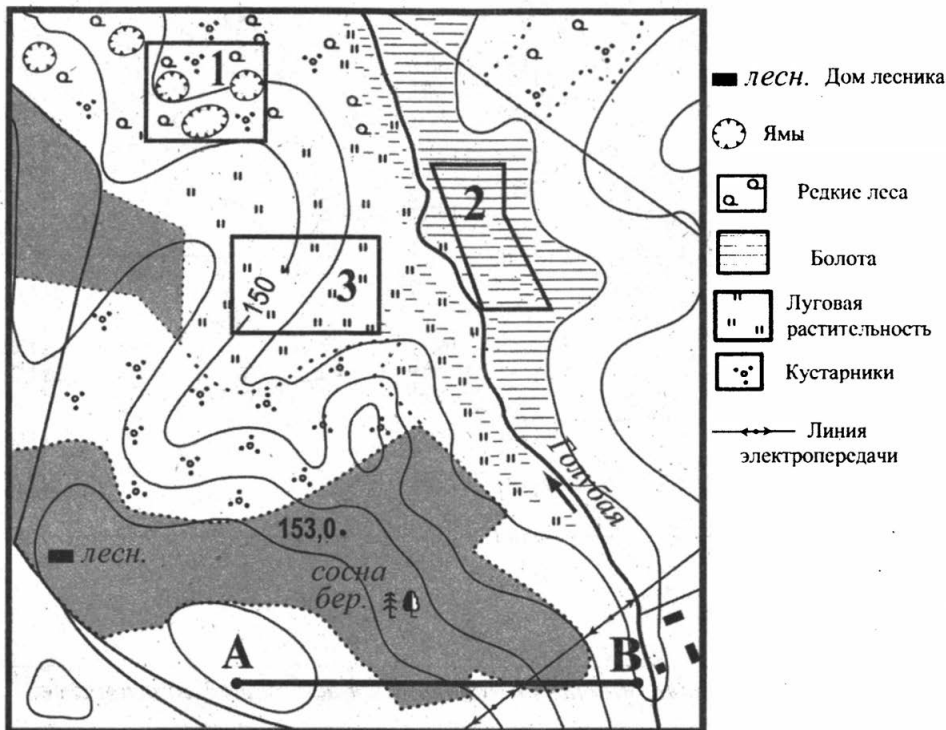 1
2
3
150
Голубая
153,0
лесн.
сосна
бер.
А
В
лесн. Дом лесника
Ямы
Редкие леса
Болота
Луговая
растительность
Кустарники
Линия
электропередачи